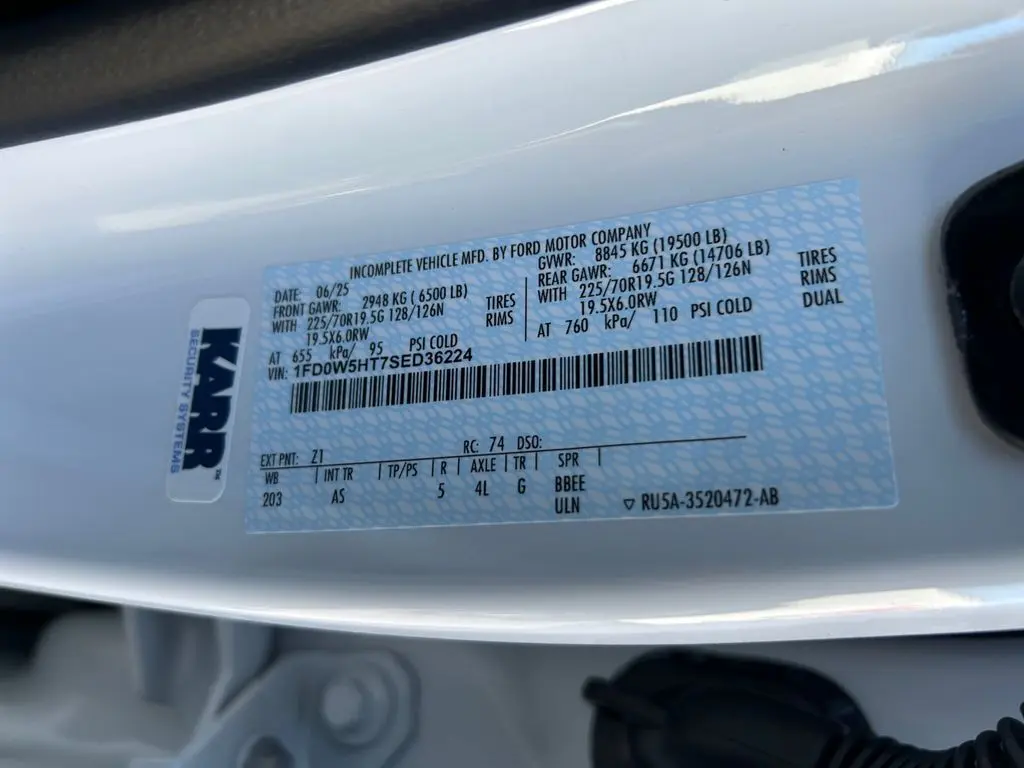 INCOMPLETE VEHICLE MFD. BY FORD MOTOR COMPANY
DATE: 06/25 GVWR: 8845 KG (19500 LB)
FRONT GAWR: 2948 KG ( 6500 LB) REAR GAWR: 6671 KG (14706 LB)
WITH 225/70R19.5G 128/126N TIRES WITH 225/70R19.5G 128/126N TIRES
19.5X6.0RW RIMS 19.5X6.0RW RIMS
AT 655 kPa/ 95 PSI COLD AT 760 kPa/ 110 PSI COLD DUAL
VIN: 1FD0W5HT7SED36224
EXT PNT: Z1 RC: 74 DSO:
WB INT TR TP/PS R AXLE TR SPR
203 AS 5 4L G BBEE
ULN ▽ RU5A-3520472-AB
KARR™
SECURITY SYSTEMS